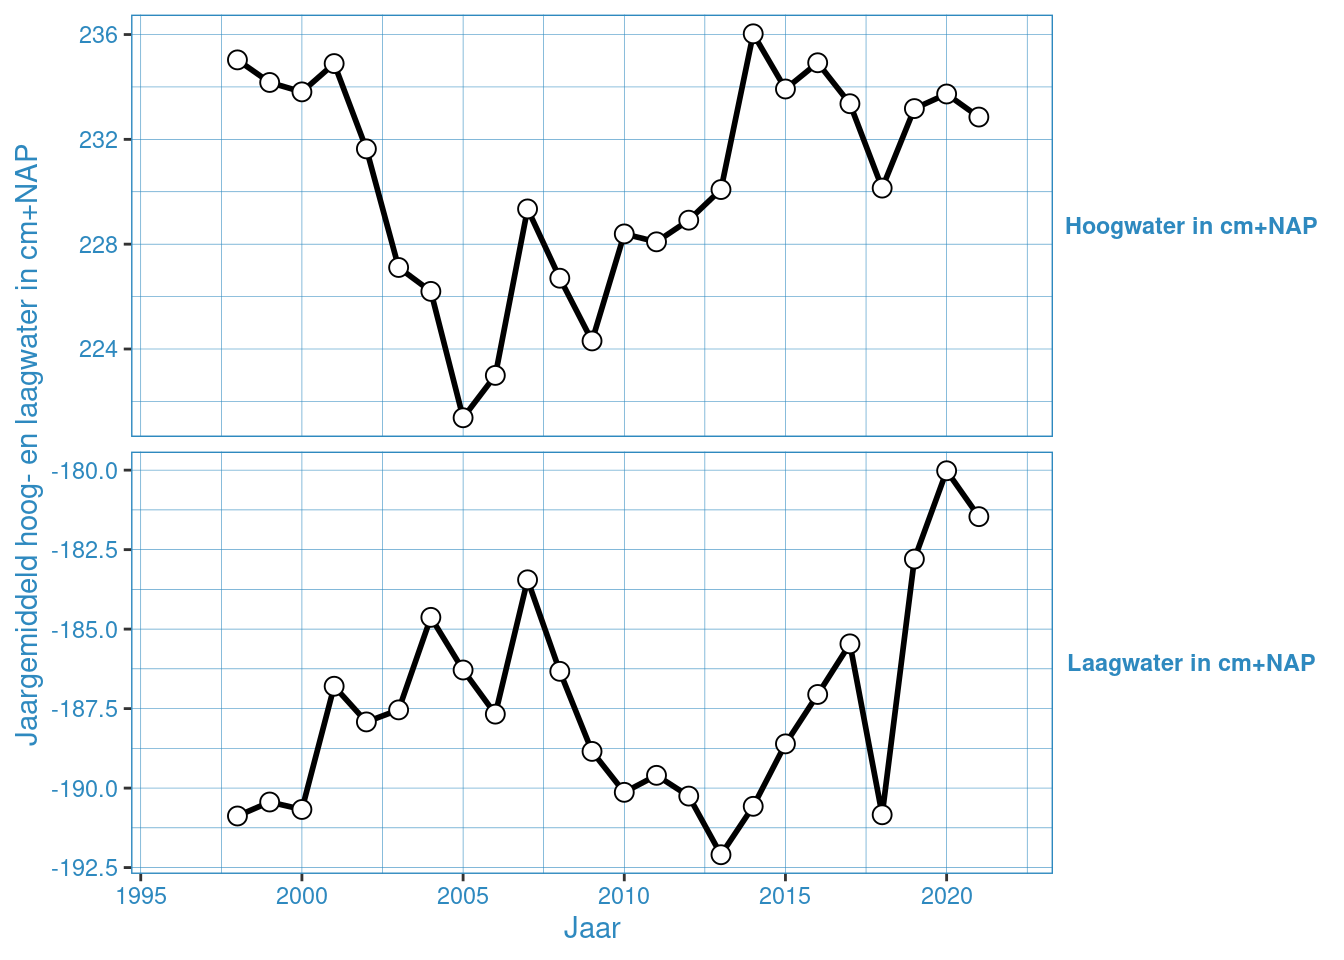 Jaargemiddeld hoog- en laagwater in cm+NAP
236
232
228
224
Hoogwater in cm+NAP
-180.0
-182.5
-185.0
-187.5
-190.0
-192.5
Laagwater in cm+NAP
1995 2000 2005 2010 2015 2020
Jaar